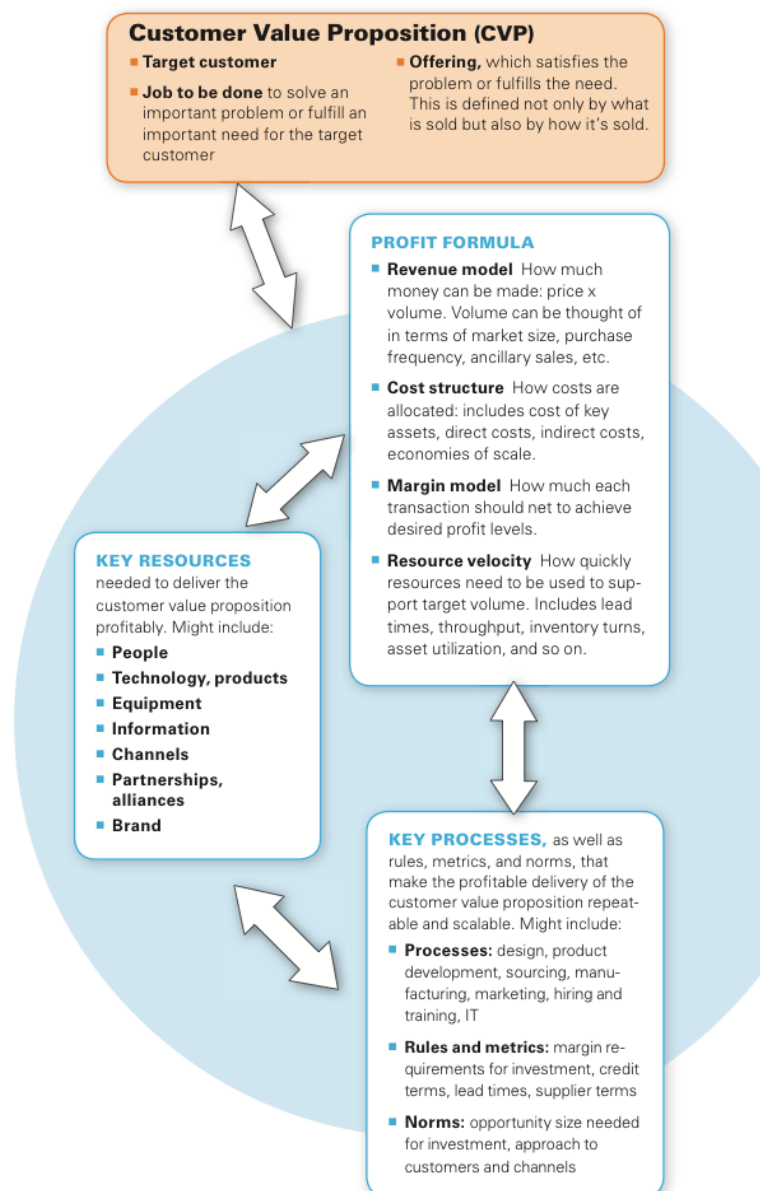 Customer Value Proposition (CVP)
■ Target customer
■ Job to be done to solve an
important problem or fulfill an
important need for the target
customer
■ Offering, which satisfies the
problem or fulfills the need.
This is defined not only by what
is sold but also by how it's sold.
PROFIT FORMULA
■ Revenue model How much
money can be made: price x
volume. Volume can be thought of
in terms of market size, purchase
frequency, ancillary sales, etc.
■ Cost structure How costs are
allocated: includes cost of key
assets, direct costs, indirect costs,
economies of scale.
■ Margin model How much each
transaction should net to achieve
desired profit levels.
■ Resource velocity How quickly
resources need to be used to sup-
port target volume. Includes lead
times, throughput, inventory turns,
asset utilization, and so on.
KEY RESOURCES
needed to deliver the
customer value proposition
profitably. Might include:
■ People
■ Technology, products
■ Equipment
■ Information
■ Channels
■ Partnerships,
alliances
■ Brand
KEY PROCESSES, as well as
rules, metrics, and norms, that
make the profitable delivery of the
customer value proposition repeat-
able and scalable. Might include:
■ Processes: design, product
development, sourcing, manu-
facturing, marketing, hiring and
training, IT
■ Rules and metrics: margin re-
quirements for investment, credit
terms, lead times, supplier terms
■ Norms: opportunity size needed
for investment, approach to
customers and channels